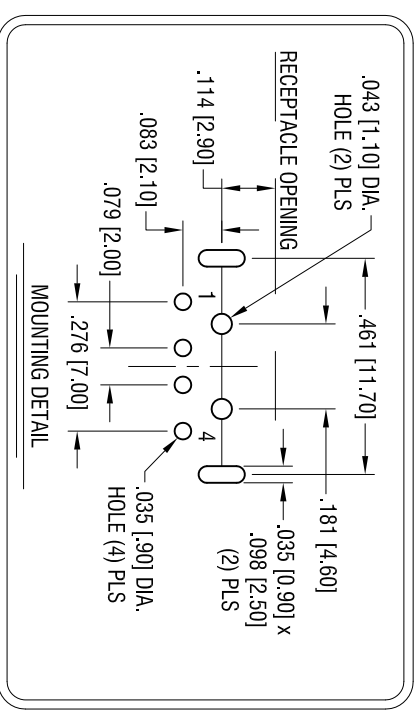 .043 [1.10] DIA.
HOLE (2) PLS
RECEPTACLE OPENING
.114 [2.90]
.083 [2.10]
.079 [2.00]
.276 [7.00]
.461 [11.70]
.181 [4.60]
.035 [0.90] x
.098 [2.50]
(2) PLS
1
4
.035 [.90] DIA.
HOLE (4) PLS
MOUNTING DETAIL